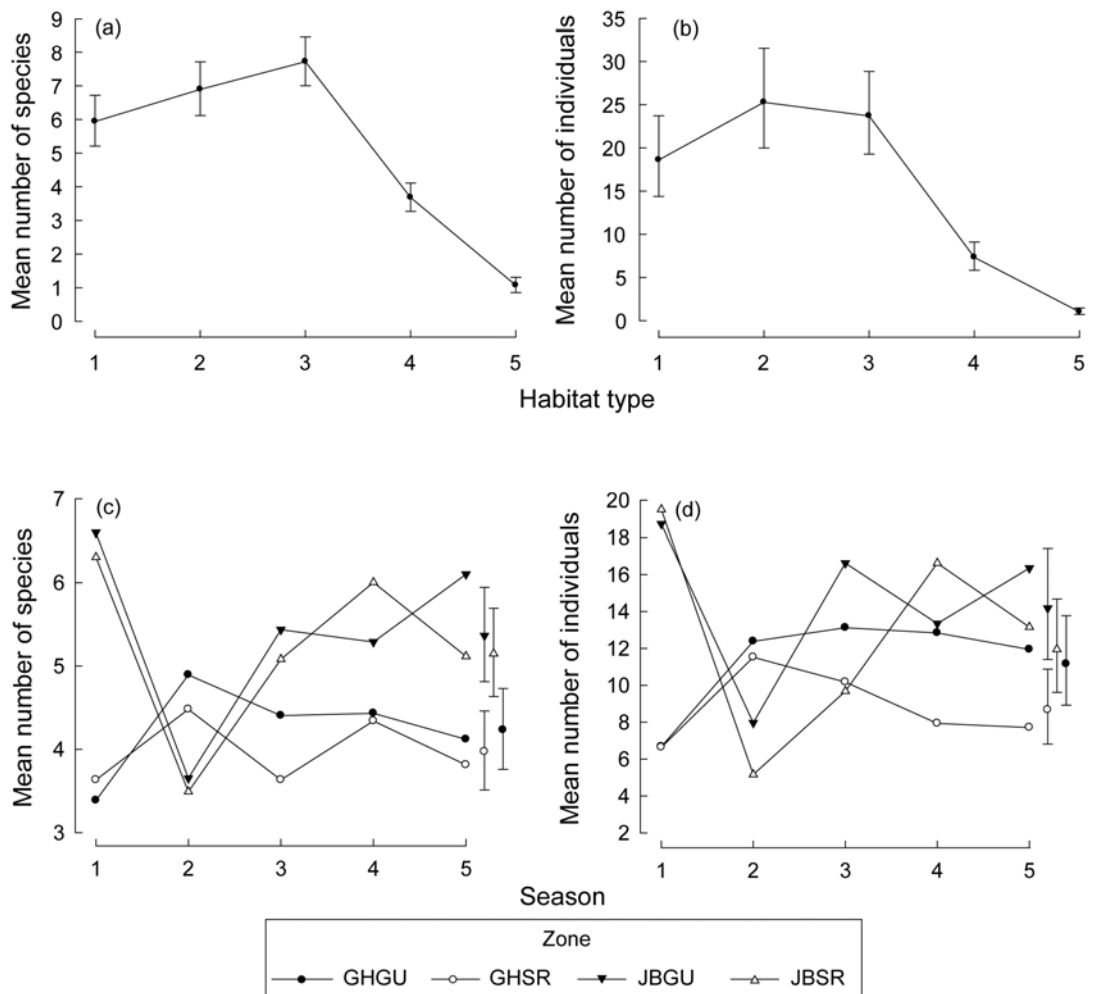 (a)
Mean number of species
9
8
7
6
5
4
3
2
1
0
1 2 3 4 5
(b)
Mean number of individuals
35
30
25
20
15
10
5
0
1 2 3 4 5
Habitat type
(c)
Mean number of species
7
6
5
4
3
1 2 3 4 5
(d)
Mean number of individuals
20
18
16
14
12
10
8
6
4
2
1 2 3 4 5
Season
Zone
GHGU GHSR JBGU JBSR